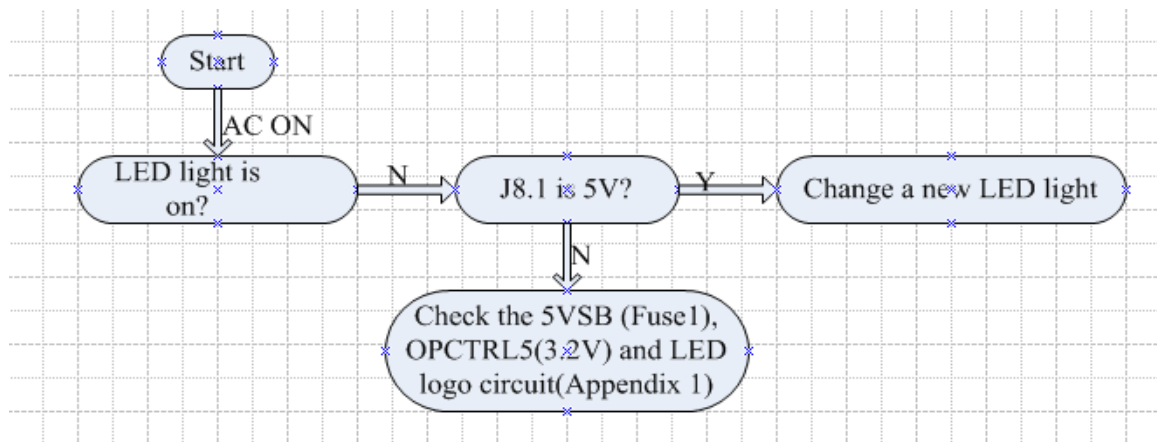 Start
AC ON
LED light is
on?
N
J8.1 is 5V?
Y
Change a new LED light
N
Check the 5VSB (Fuse1),
OPCTRL5(3.2V) and LED
logo circuit(Appendix 1)